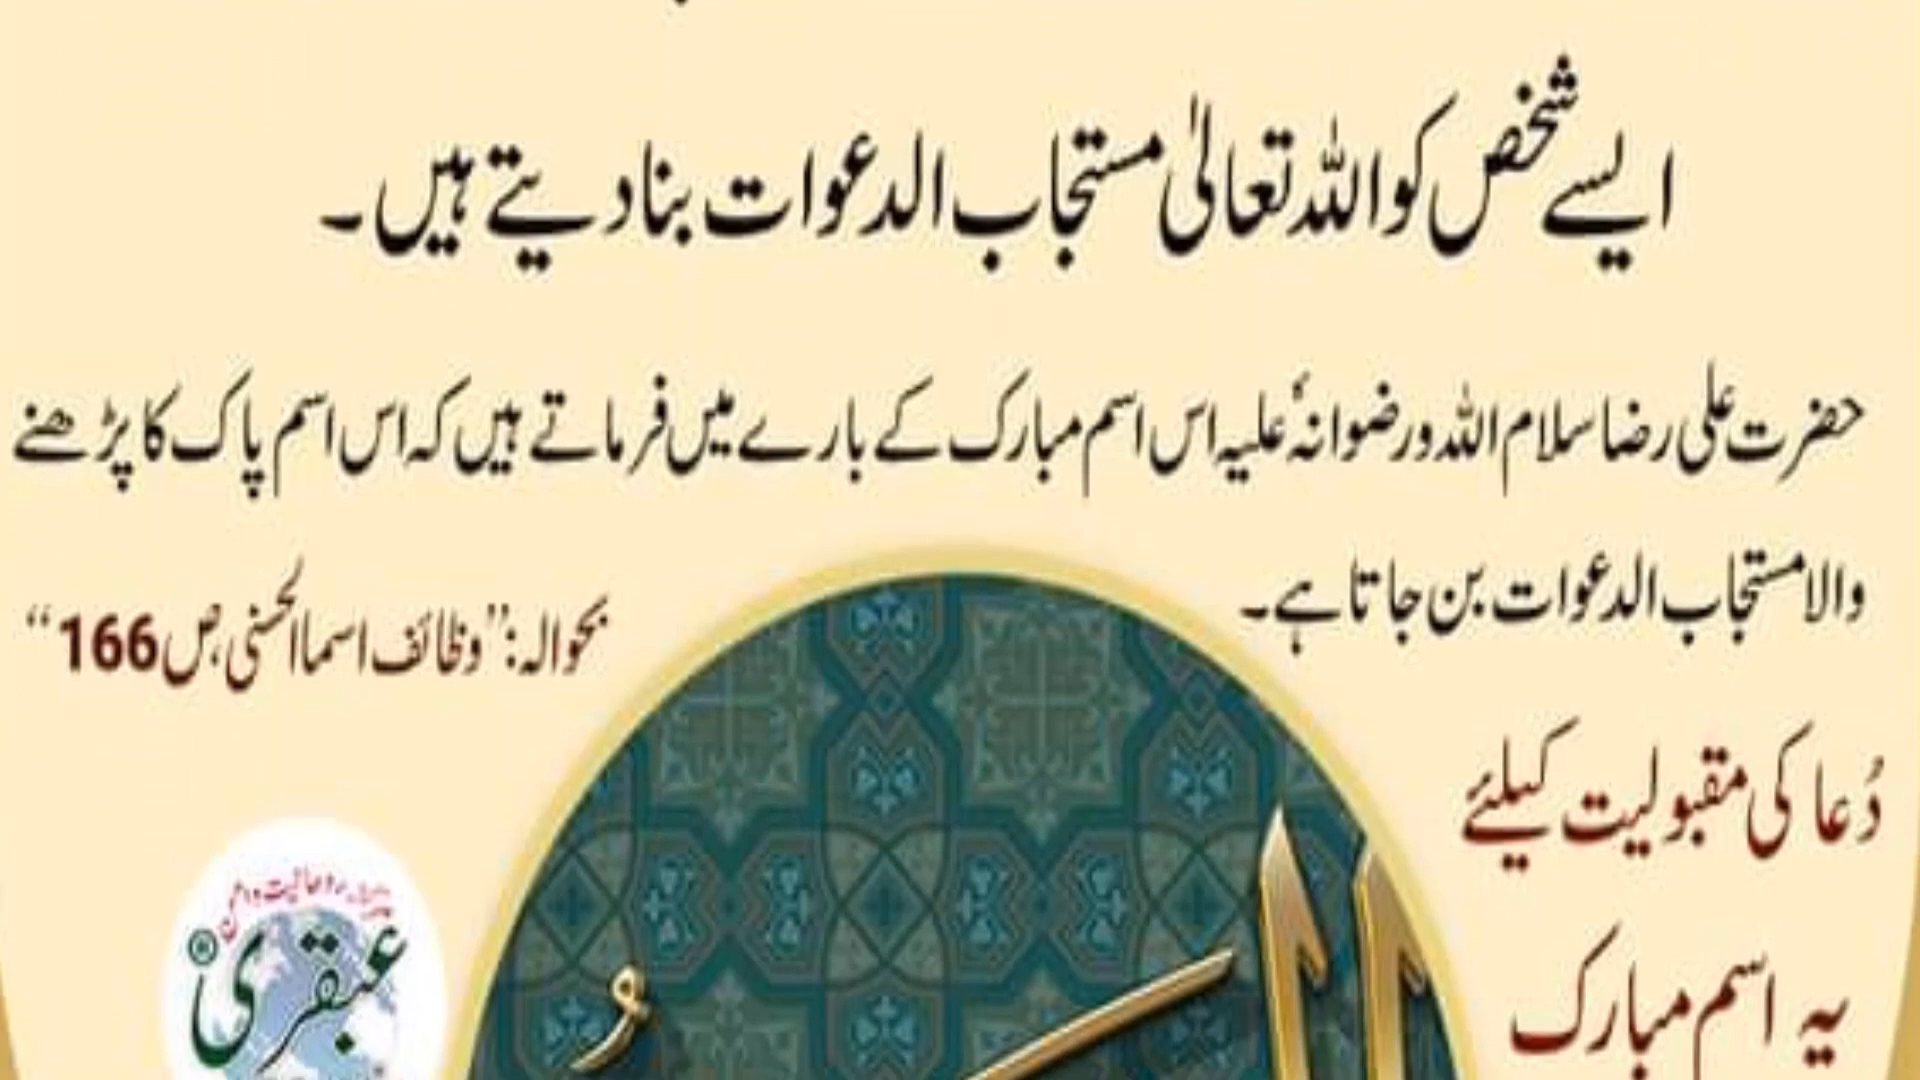 ایسے شخص کو اللہ تعالیٰ مستجاب الدعوات بنا دیتے ہیں۔
حضرت علی رضا سلام اللہ ورضوانہٗ علیہ اس اسم مبارک کے بارے میں فرماتے ہیں کہ اس اسم پاک کا پڑھنے
والا مستجاب الدعوات بن جاتا ہے۔
بحوالہ: ”وظائف اسما الحسنیٰ، ص 166“
دُعا کی مقبولیت کیلئے
یہ اسم مبارک
عبقری ®